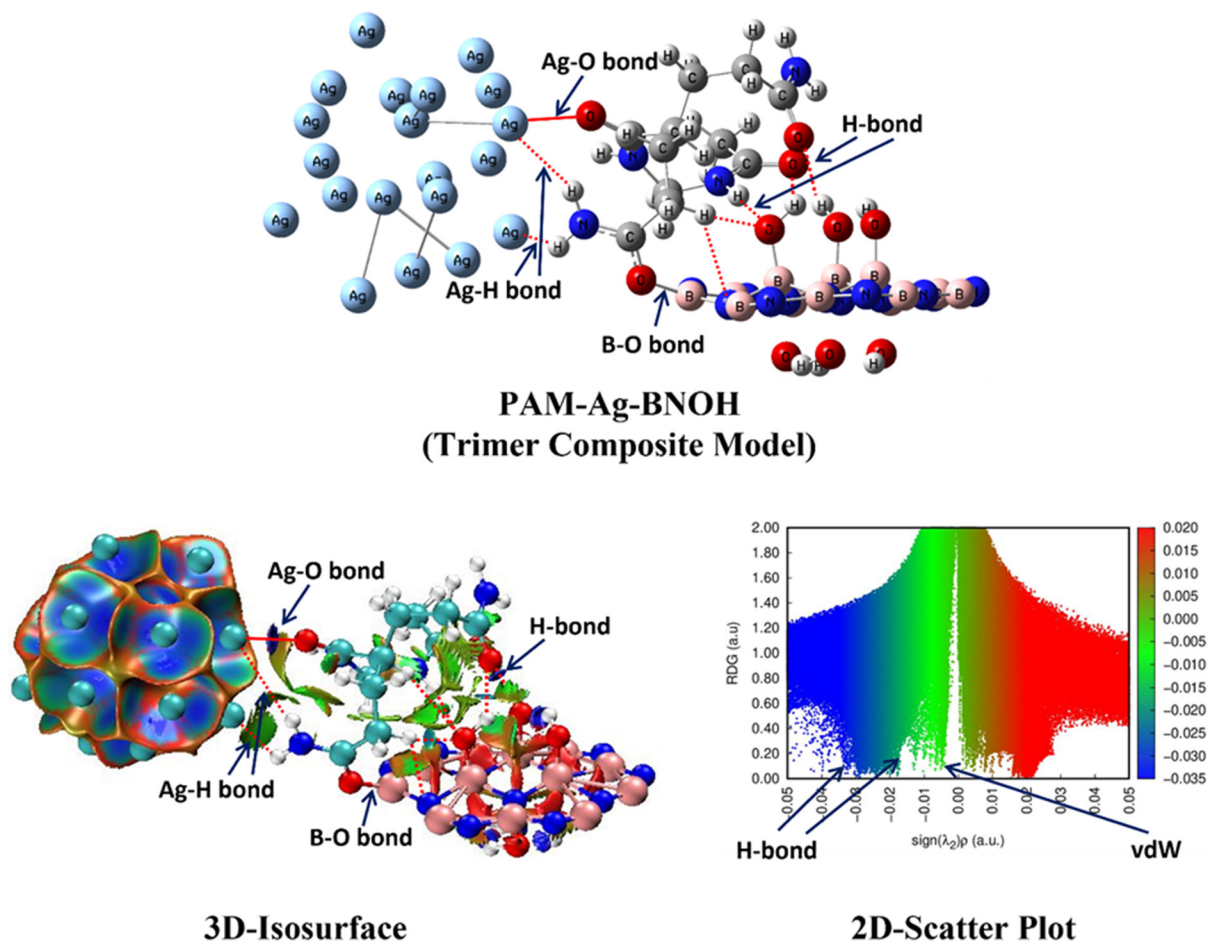 Ag-O bond
H-bond
Ag-H bond
B-O bond
PAM-Ag-BNOH
(Trimer Composite Model)
Ag-O bond
H-bond
Ag-H bond
B-O bond
3D-Isosurface
RDG (a.u)
2.00
1.80
1.60
1.40
1.20
1.00
0.80
0.60
0.40
0.20
0.00
-0.05
-0.04
-0.03
-0.02
-0.01
0.00
0.01
0.02
0.03
0.04
0.05
sign(λ₂)ρ (a.u.)
0.020
0.015
0.010
0.005
0.000
-0.005
-0.010
-0.015
-0.020
-0.025
-0.030
-0.035
H-bond
vdW
2D-Scatter Plot